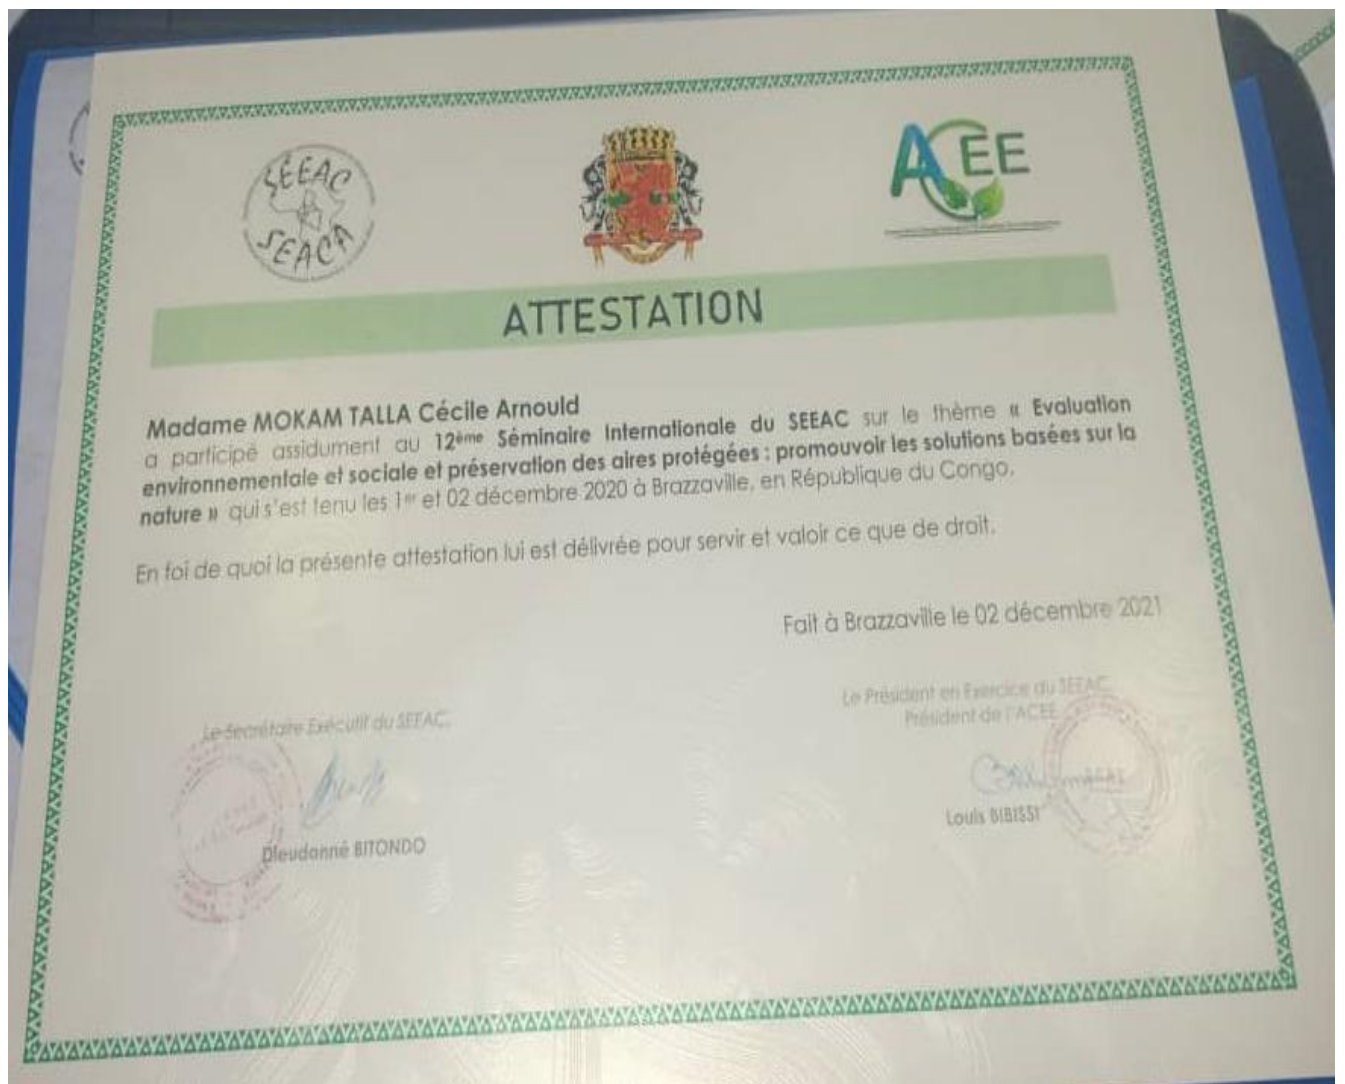 SEEAC
SEACA
ACEE
ATTESTATION
Madame MOKAM TALLA Cécile Arnould
a participé assidument au 12ème Séminaire Internationale du SEEAC sur le thème « Evaluation
environnementale et sociale et préservation des aires protégées : promouvoir les solutions basées sur la
nature » qui s'est tenu les 1er et 02 décembre 2020 à Brazzaville, en République du Congo.
En foi de quoi la présente attestation lui est délivrée pour servir et valoir ce que de droit.
Fait à Brazzaville le 02 décembre 2021
Le Secrétaire Exécutif du SEEAC,
Le Président en Exercice du SEEAC,
Président de l'ACEE
Dieudonné BITONDO
Louis BIBISSI